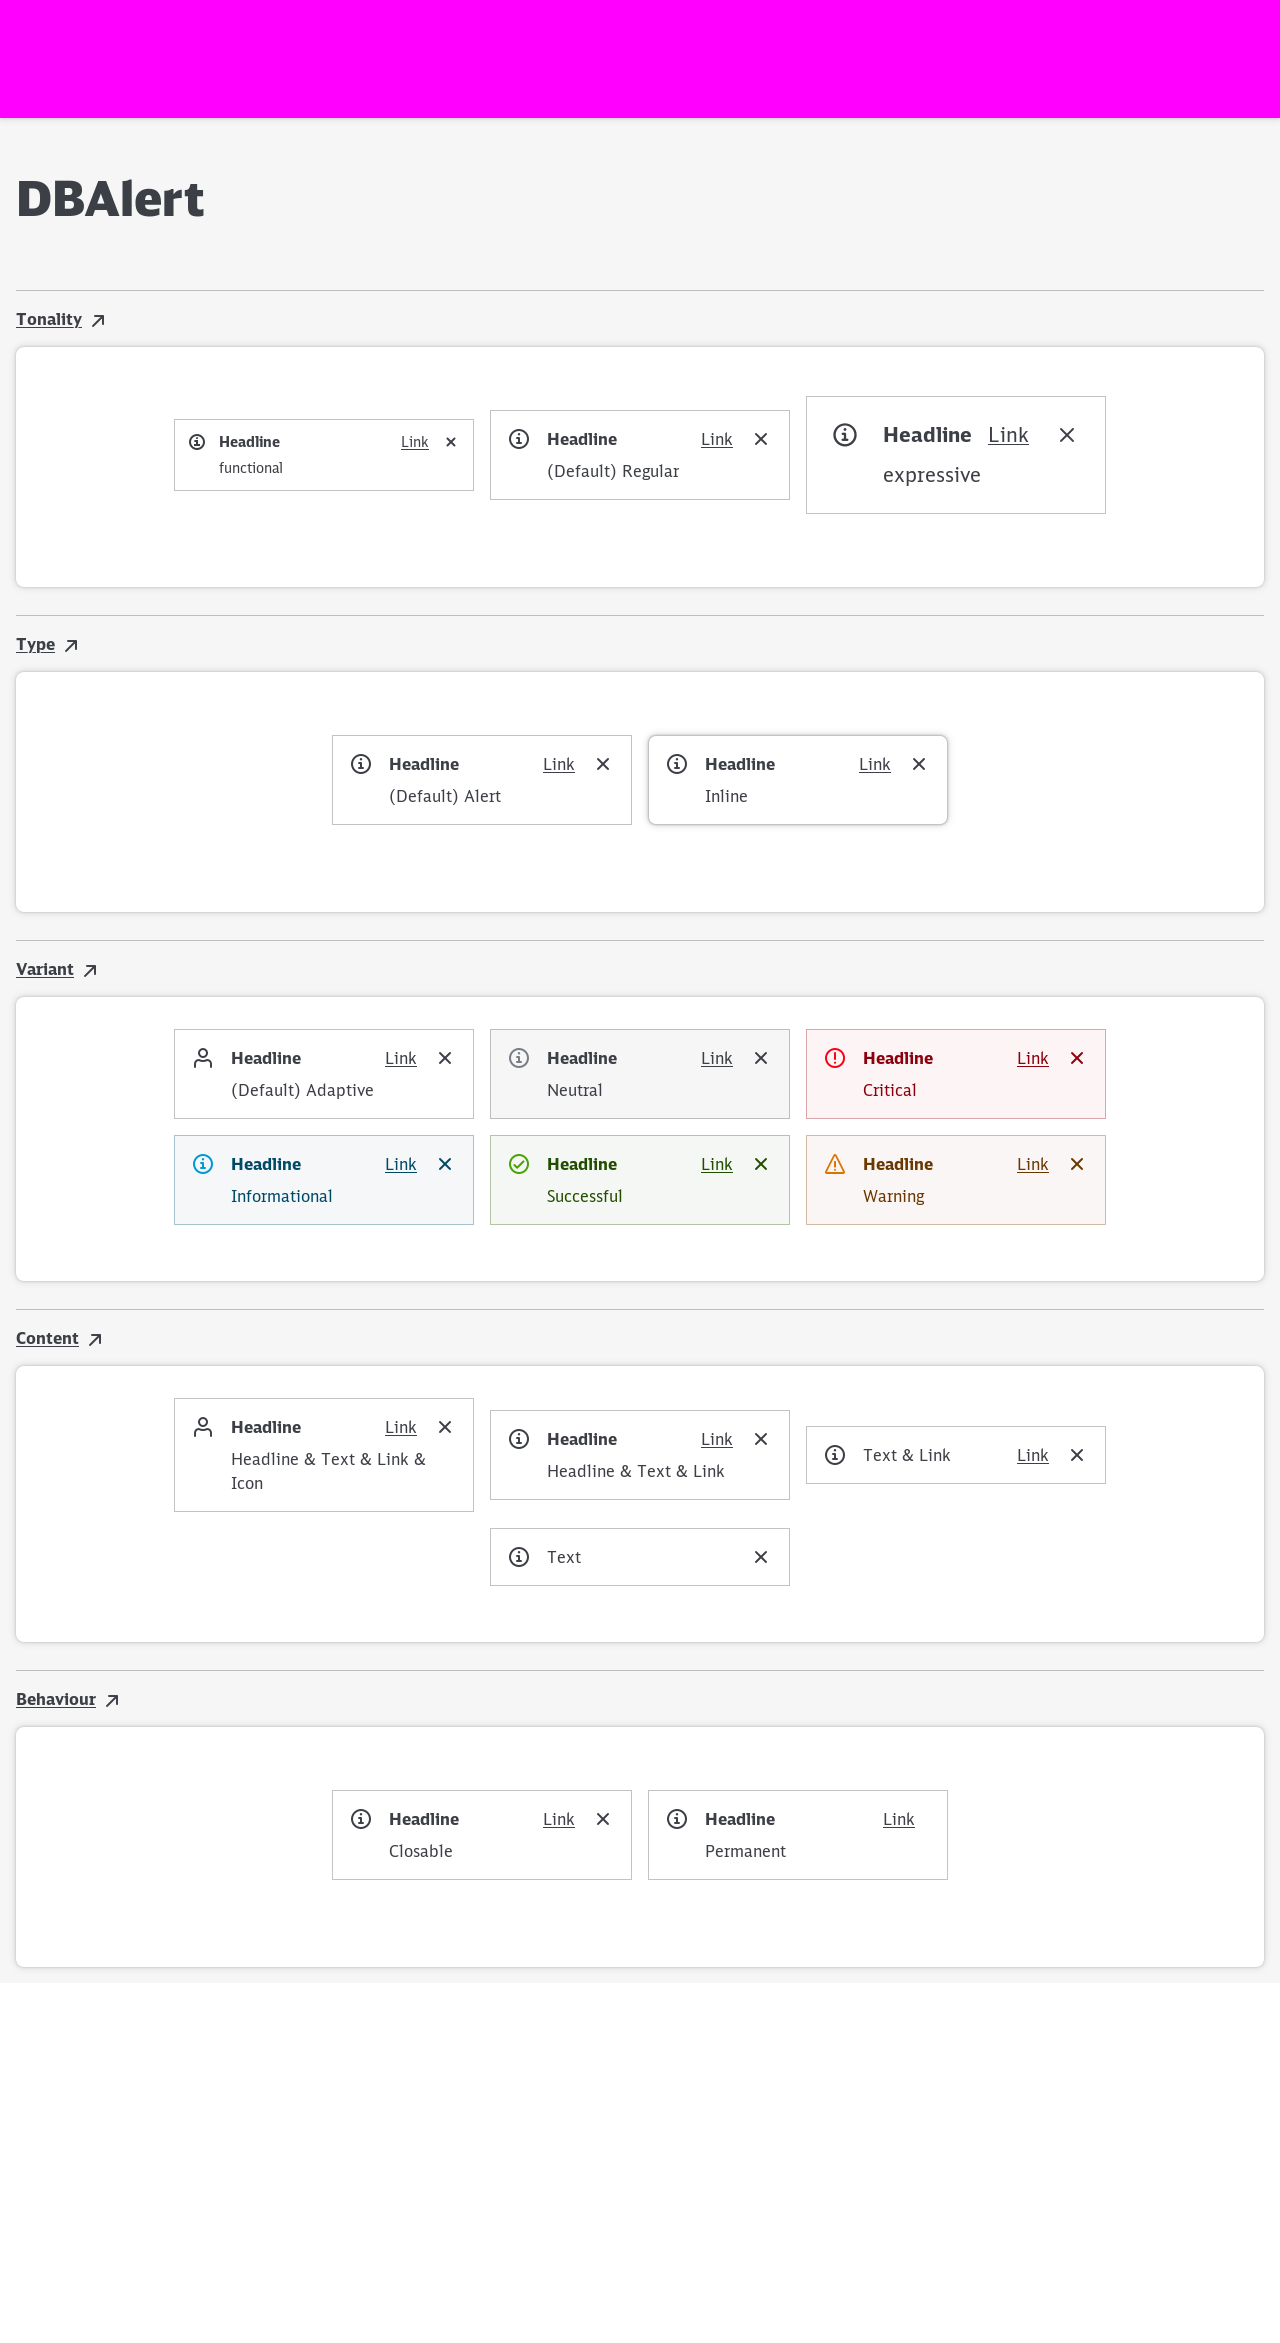 DBAlert
Tonality
Headline Link
functional
Headline Link
(Default) Regular
Headline Link
expressive
Type
Headline Link
(Default) Alert
Headline Link
Inline
Variant
Headline Link
(Default) Adaptive
Headline Link
Neutral
Headline Link
Critical
Headline Link
Informational
Headline Link
Successful
Headline Link
Warning
Content
Headline Link
Headline & Text & Link &
Icon
Headline Link
Headline & Text & Link
Text & Link Link
Text
Behaviour
Headline Link
Closable
Headline Link
Permanent